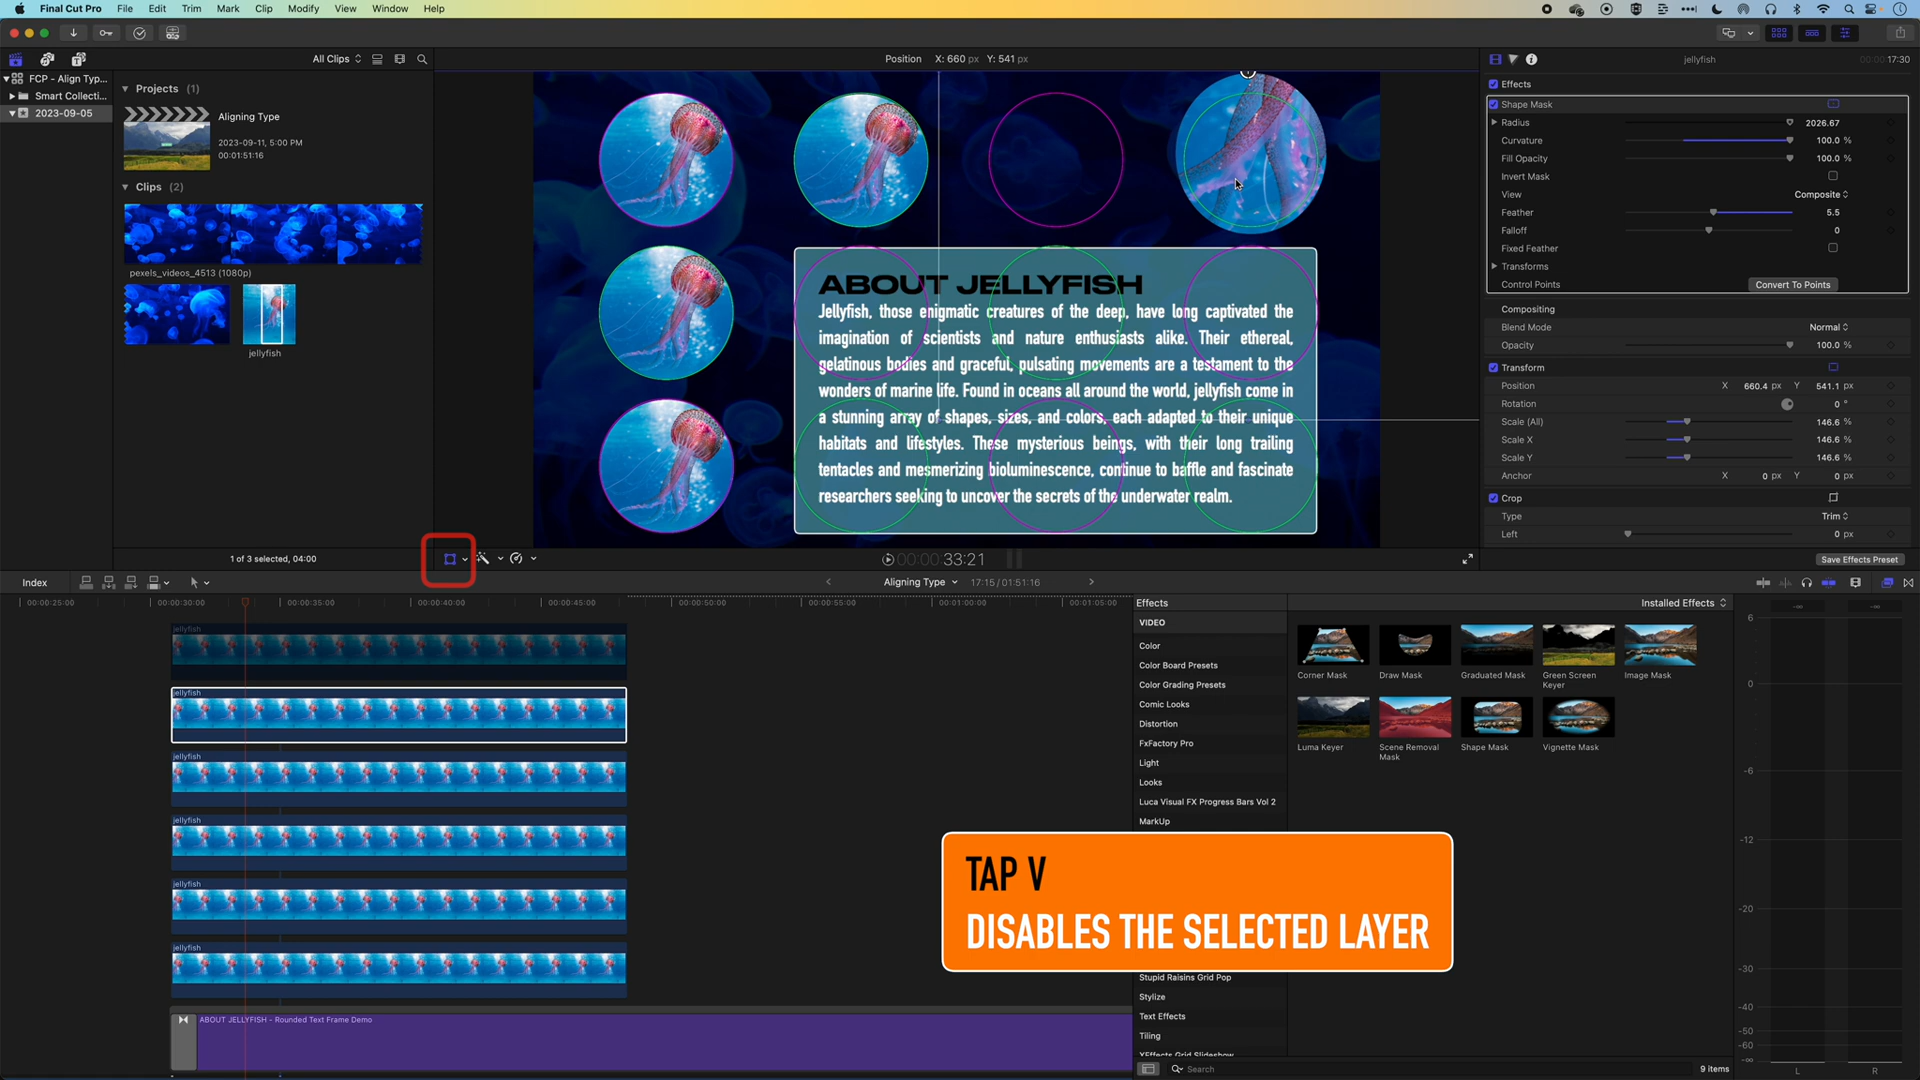 Final Cut Pro File Edit Trim Mark Clip Modify View Window Help
All Clips
Position X: 660 px Y: 541 px
jellyfish
00:00:17:30
FCP - Align Typ...
Smart Collecti...
2023-09-05
Projects (1)
Aligning Type
2023-09-11, 5:00 PM
00:01:51:16
Clips (2)
pexels_videos_4513 (1080p)
jellyfish
1 of 3 selected, 04:00
ABOUT JELLYFISH
Jellyfish, those enigmatic creatures of the deep, have long captivated the
imagination of scientists and nature enthusiasts alike. Their ethereal,
gelatinous bodies and graceful, pulsating movements are a testament to the
wonders of marine life. Found in oceans all around the world, jellyfish come in
a stunning array of shapes, sizes, and colors, each adapted to their unique
habitats and lifestyles. These mysterious beings, with their long trailing
tentacles and mesmerizing bioluminescence, continue to baffle and fascinate
researchers seeking to uncover the secrets of the underwater realm.
00:00:33:21
Effects
Shape Mask
Radius 2026.67
Curvature 100.0 %
Fill Opacity 100.0 %
Invert Mask
View Composite
Feather 5.5
Falloff 0
Fixed Feather
Transforms
Control Points Convert To Points
Compositing
Blend Mode Normal
Opacity 100.0 %
Transform
Position X 660.4 px Y 541.1 px
Rotation 0 °
Scale (All) 146.6 %
Scale X 146.6 %
Scale Y 146.6 %
Anchor X 0 px Y 0 px
Crop
Type Trim
Left 0 px
Save Effects Preset
Index
Aligning Type 17:15 / 01:51:16
00:00:25:00 00:00:30:00 00:00:35:00 00:00:40:00 00:00:45:00 00:00:50:00 00:00:55:00 00:01:00:00 00:01:05:00
jellyfish
jellyfish
jellyfish
jellyfish
jellyfish
jellyfish
ABOUT JELLYFISH - Rounded Text Frame Demo
Effects
Installed Effects
VIDEO
Color
Color Board Presets
Color Grading Presets
Comic Looks
Distortion
FxFactory Pro
Light
Looks
Luca Visual FX Progress Bars Vol 2
MarkUp
Stupid Raisins Grid Pop
Stylize
Text Effects
Tiling
XEffects Grid Slideshow
Corner Mask
Draw Mask
Graduated Mask
Green Screen
Keyer
Image Mask
Luma Keyer
Scene Removal
Mask
Shape Mask
Vignette Mask
TAP V
DISABLES THE SELECTED LAYER
Search
9 items
-∞ -∞
6
0
-6
-12
-20
-30
-40
-50
-60
-∞
L R